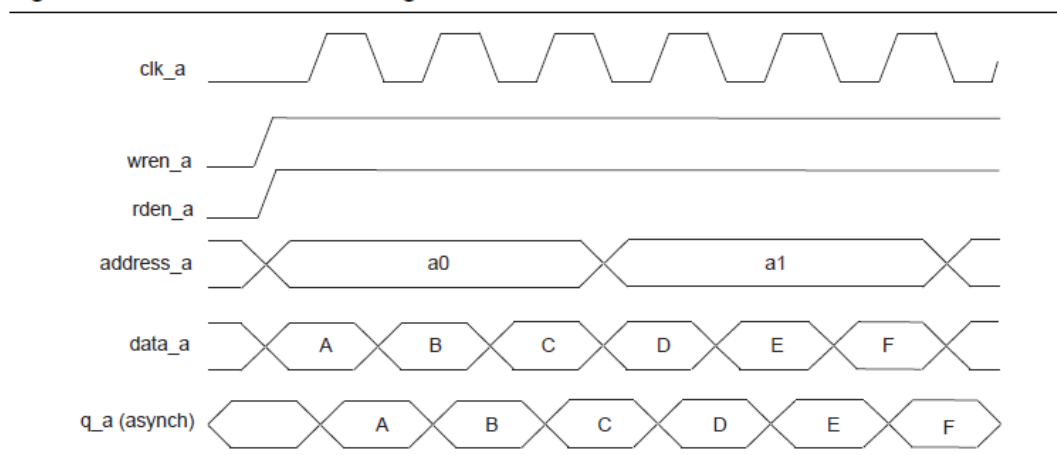 clk_a
wren_a
rden_a
address_a a0 a1
data_a A B C D E F
q_a (asynch) A B C D E F